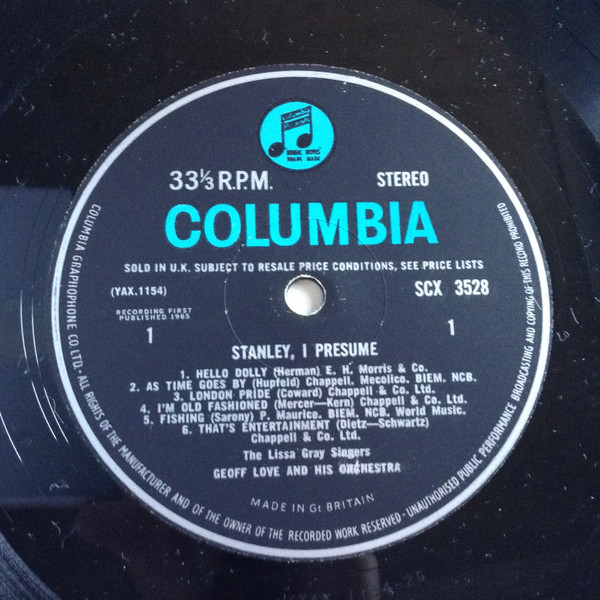 MAGIC NOTES
TRADE MARK
33⅓ R.P.M.
STEREO
COLUMBIA
SOLD IN U.K. SUBJECT TO RESALE PRICE CONDITIONS, SEE PRICE LISTS
(YAX.1154)
SCX 3528
RECORDING FIRST
PUBLISHED 1965
1
1
STANLEY, I PRESUME
1. HELLO DOLLY (Herman) E. H. Morris & Co.
2. AS TIME GOES BY (Hupfeld) Chappell, Mecolico, BIEM. NCB.
3. LONDON PRIDE (Coward) Chappell & Co. Ltd.
4. I'M OLD FASHIONED (Mercer—Kern) Chappell & Co. Ltd.
5. FISHING (Sarony) P. Maurice. BIEM. NCB. World Music.
6. THAT'S ENTERTAINMENT (Dietz—Schwartz)
Chappell & Co. Ltd.
The Lissa Gray Singers
GEOFF LOVE AND HIS ORCHESTRA
MADE IN Gt BRITAIN
COLUMBIA GRAPHOPHONE CO LTD. · ALL RIGHTS OF THE MANUFACTURER AND OF THE OWNER OF THE RECORDED WORK RESERVED · UNAUTHORISED PUBLIC PERFORMANCE BROADCASTING AND COPYING OF THIS RECORD PROHIBITED